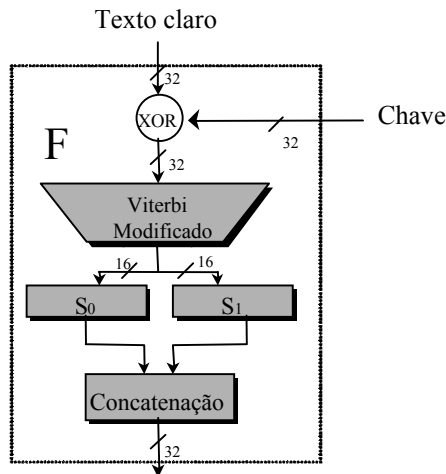 Texto claro
32
XOR
Chave
32
F
32
Viterbi
Modificado
16
16
S0
S1
Concatenação
32